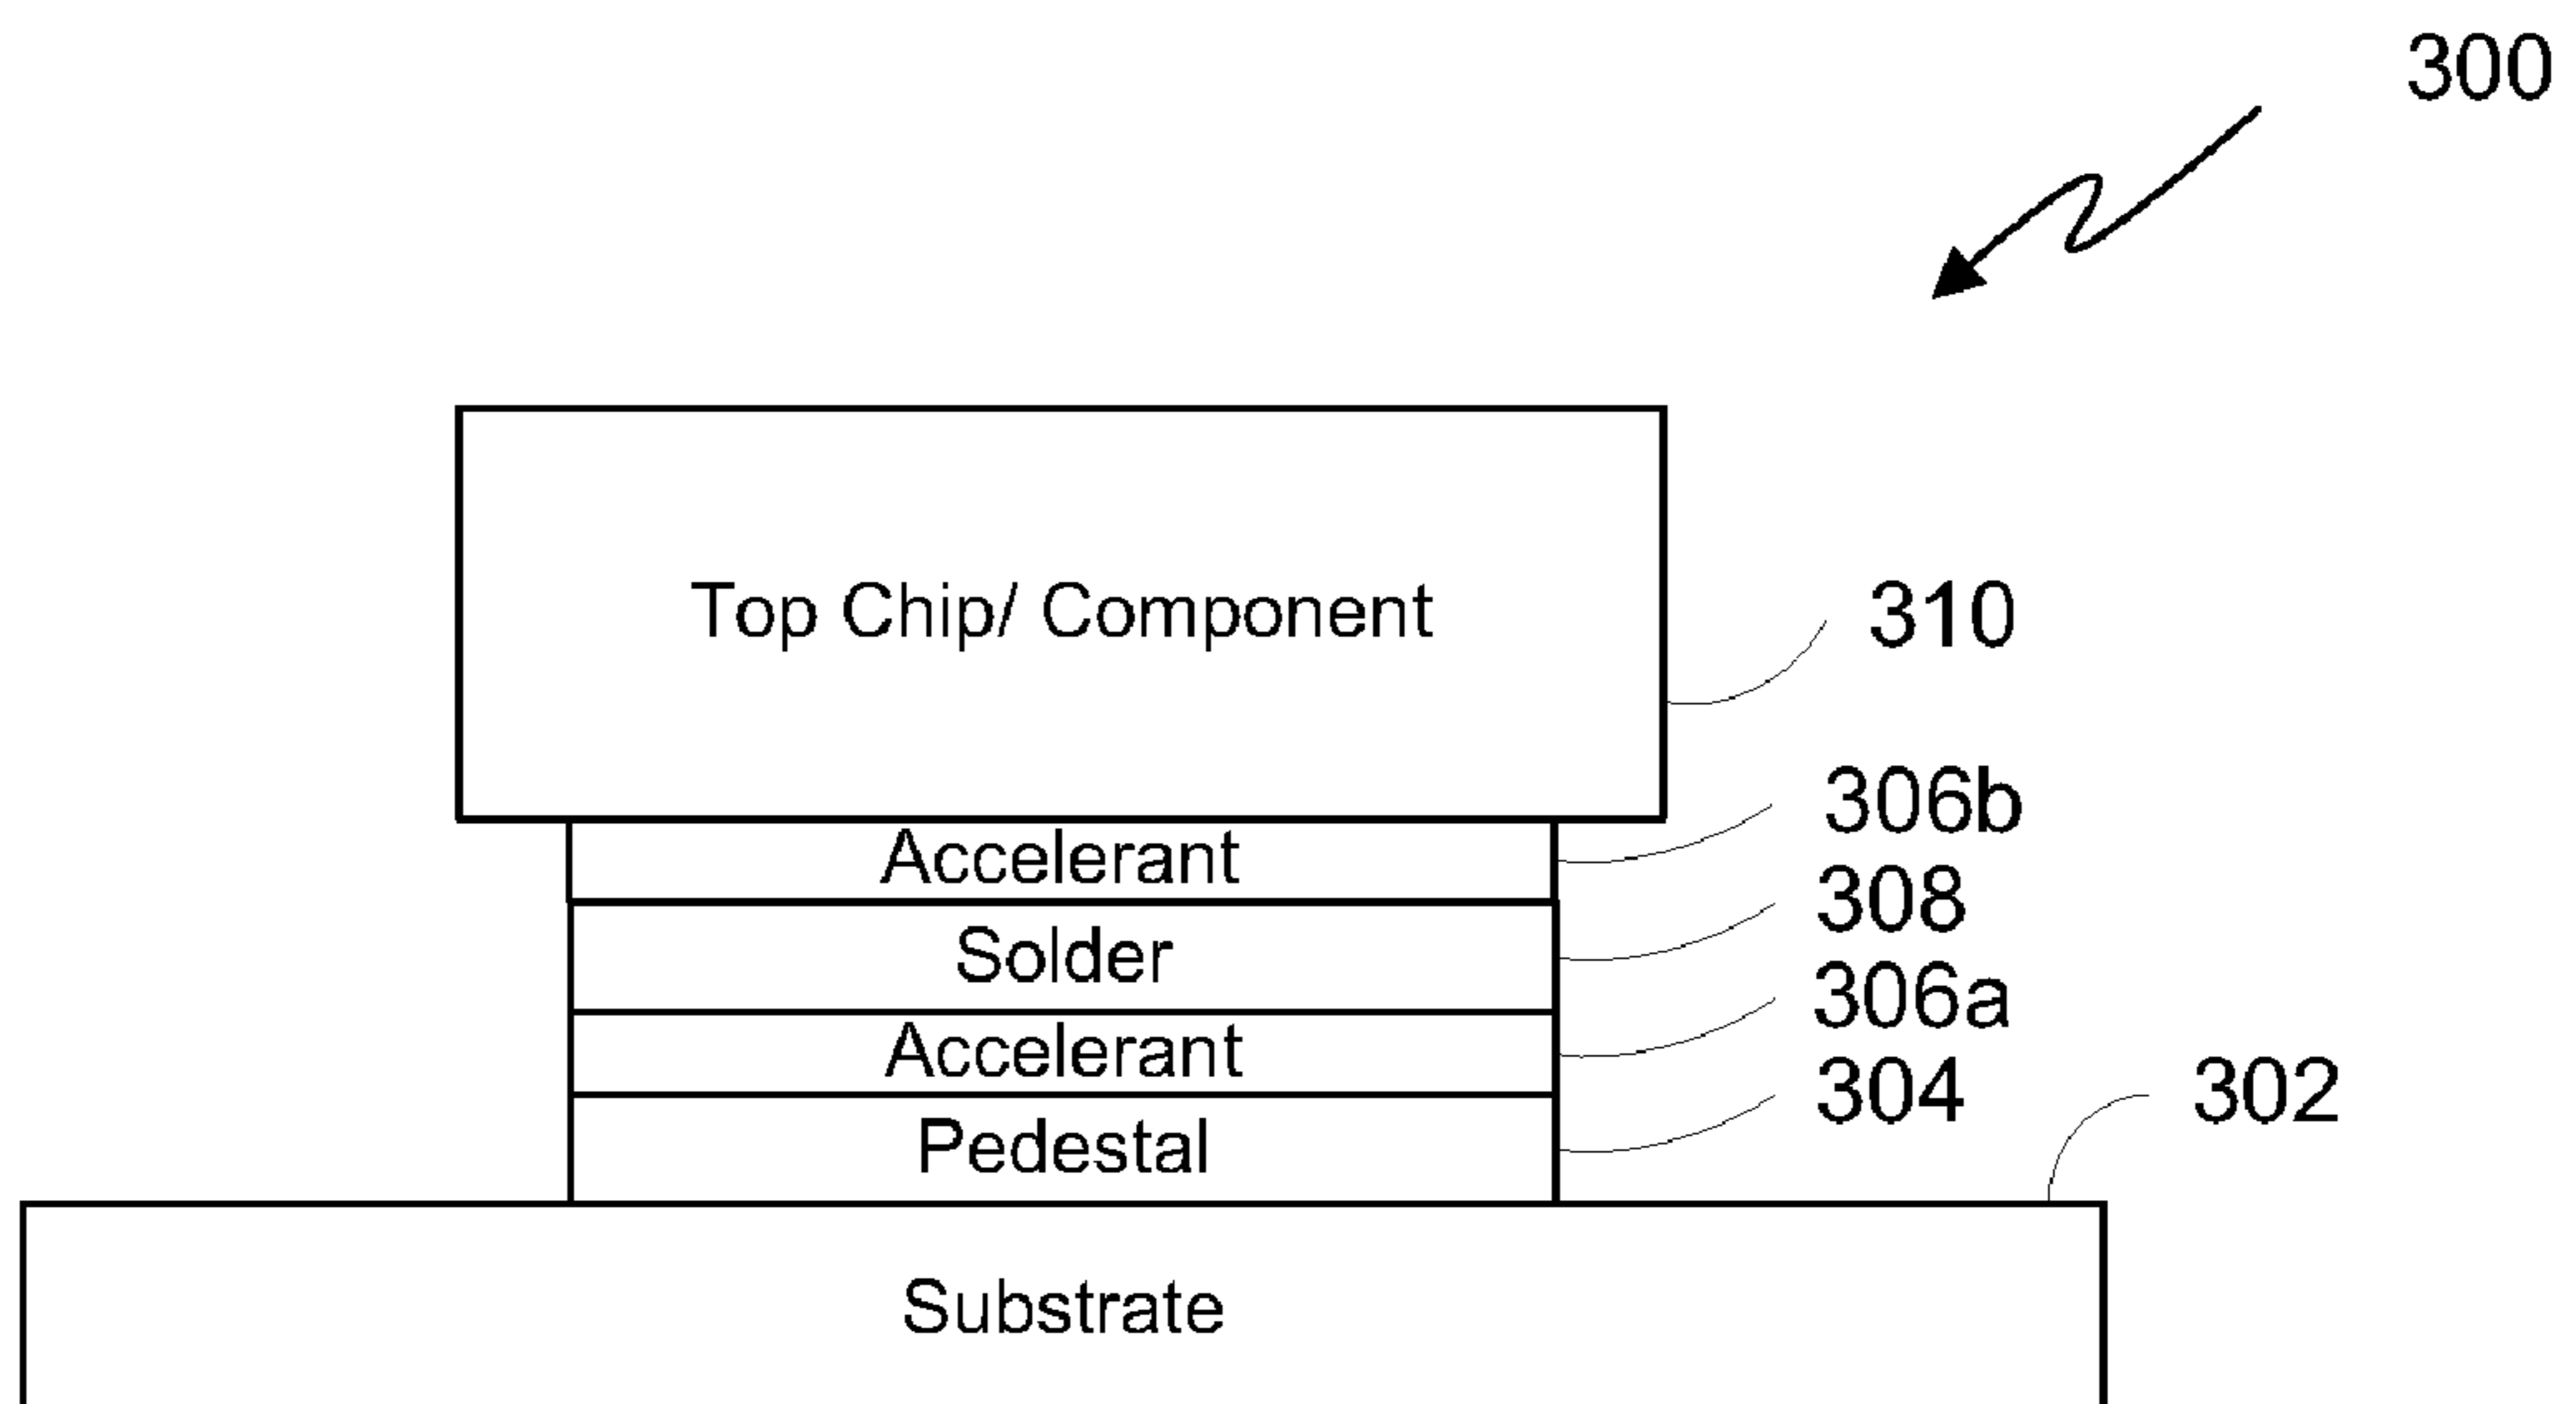 300
Top Chip/ Component
310
Accelerant
306b
Solder
308
Accelerant
306a
Pedestal
304
302
Substrate